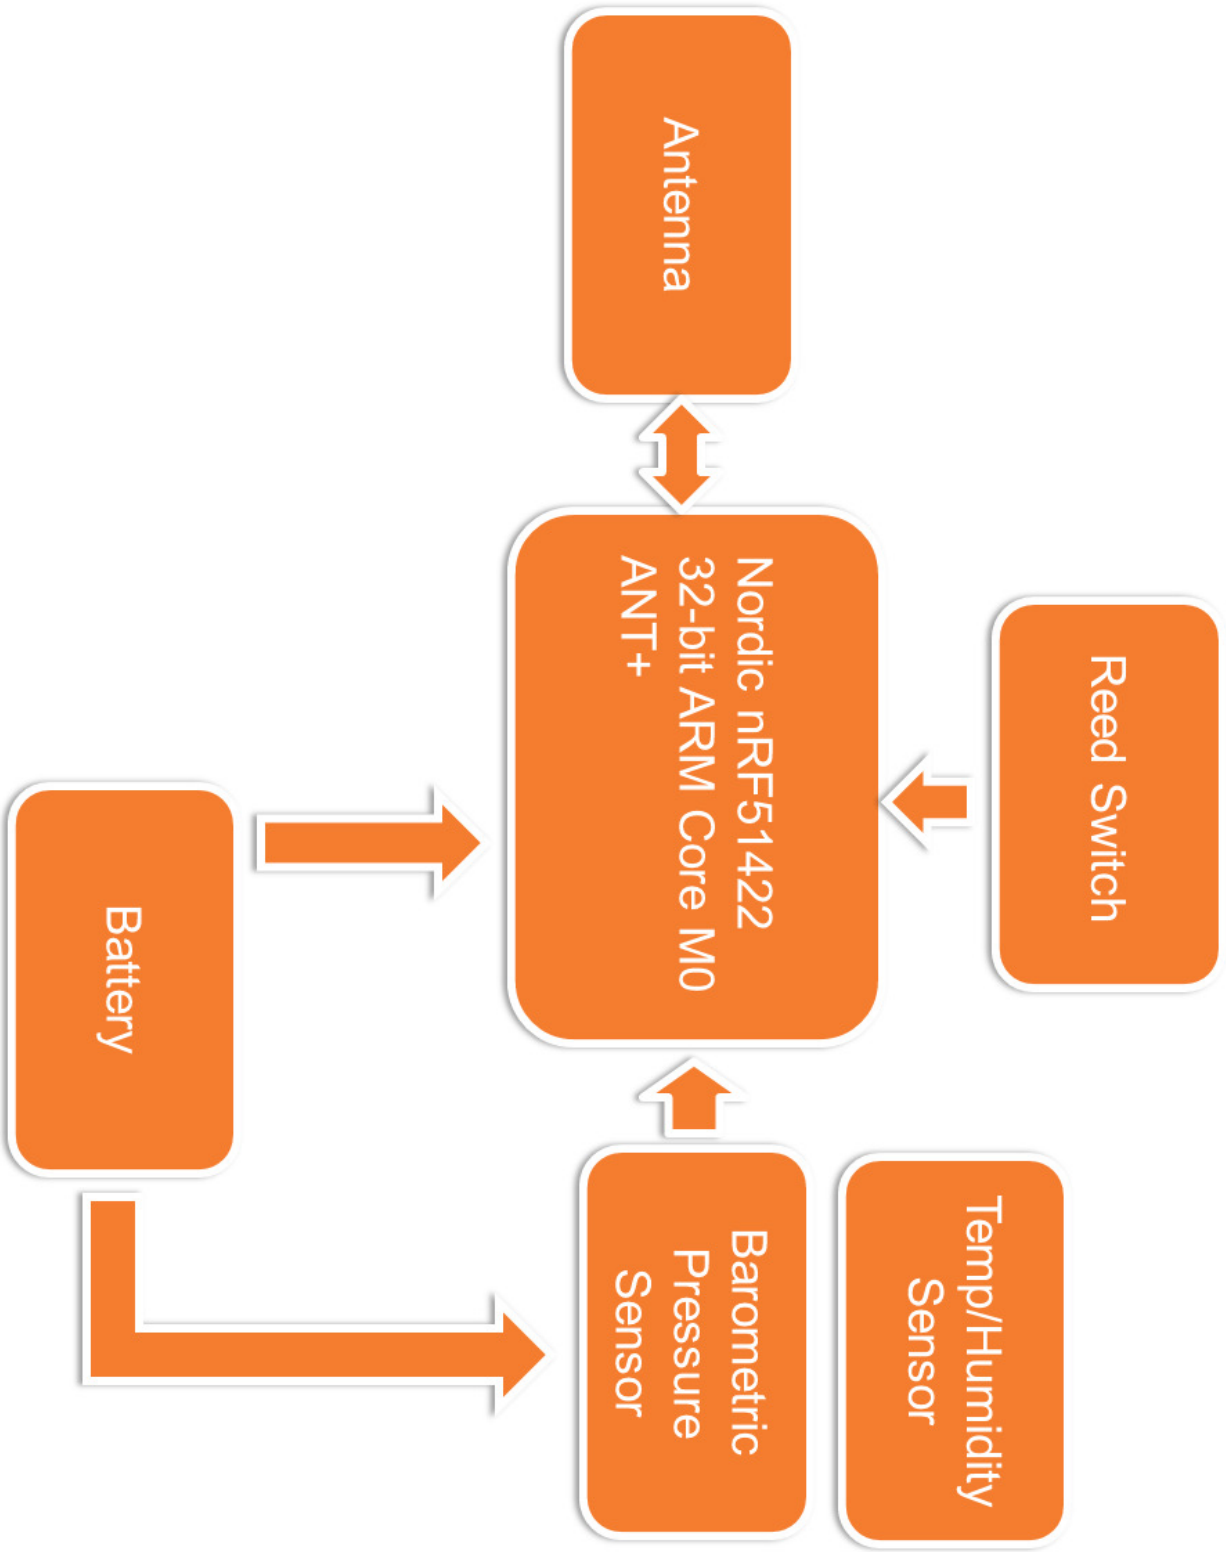 Reed Switch
Antenna
Nordic nRF51422
32-bit ARM Core M0
ANT+
Temp/Humidity
Sensor
Barometric
Pressure
Sensor
Battery